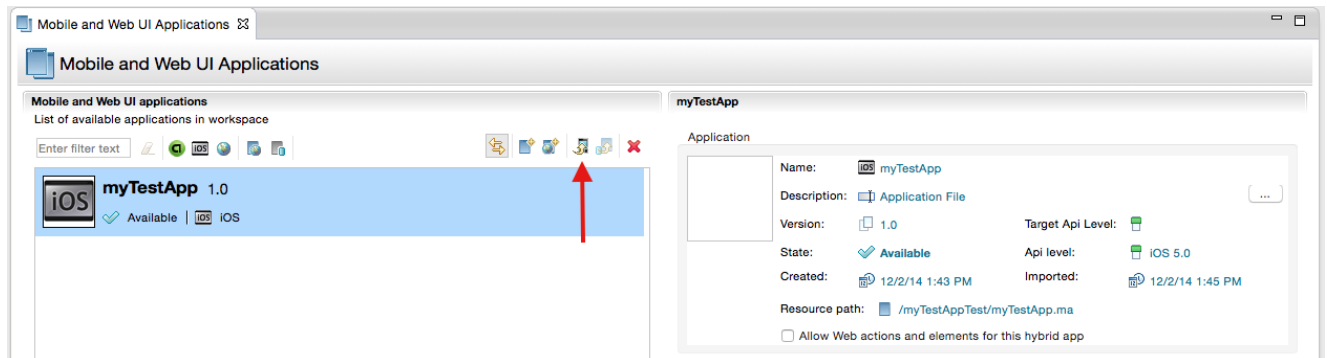 Mobile and Web UI Applications
Mobile and Web UI Applications
Mobile and Web UI applications
List of available applications in workspace
Enter filter text
iOS
iOS
myTestApp 1.0
Available | iOS iOS
myTestApp
Application
Name: iOS myTestApp
Description: Application File
...
Version: 1.0 Target Api Level:
State: Available Api level: iOS 5.0
Created: 12/2/14 1:43 PM Imported: 12/2/14 1:45 PM
Resource path: /myTestAppTest/myTestApp.ma
Allow Web actions and elements for this hybrid app